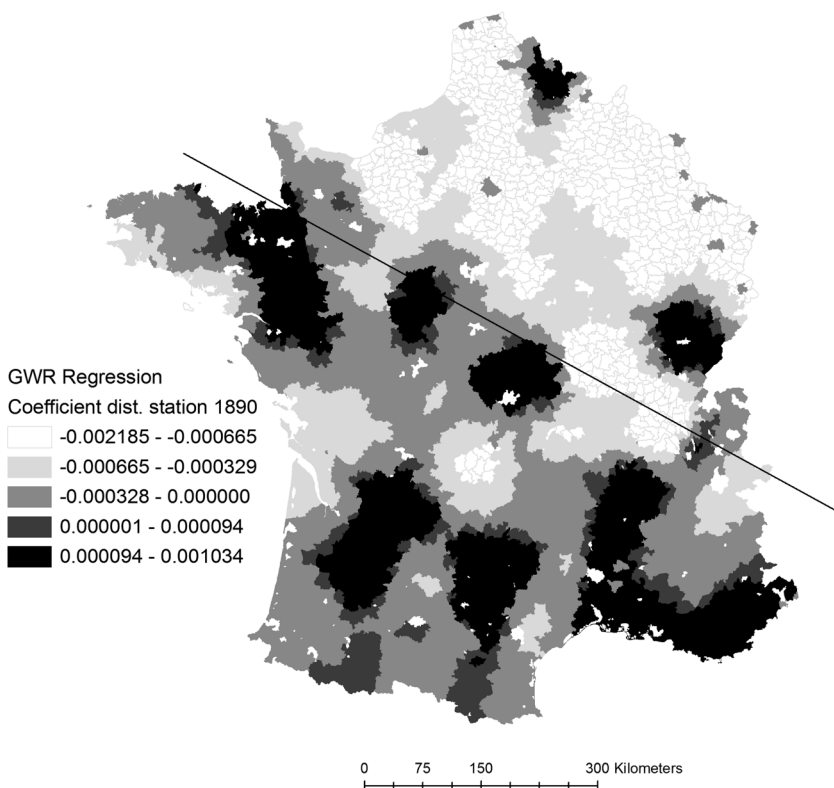 GWR Regression
Coefficient dist. station 1890
-0.002185 - -0.000665
-0.000665 - -0.000329
-0.000328 - 0.000000
0.000001 - 0.000094
0.000094 - 0.001034
0 75 150 300 Kilometers